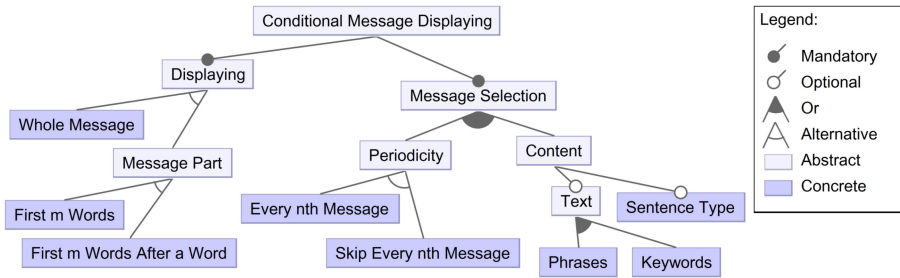 Conditional Message Displaying
Displaying
Message Selection
Whole Message
Message Part
Periodicity
Content
First m Words
First m Words After a Word
Every nth Message
Skip Every nth Message
Text
Sentence Type
Phrases
Keywords
Legend:
Mandatory
Optional
Or
Alternative
Abstract
Concrete